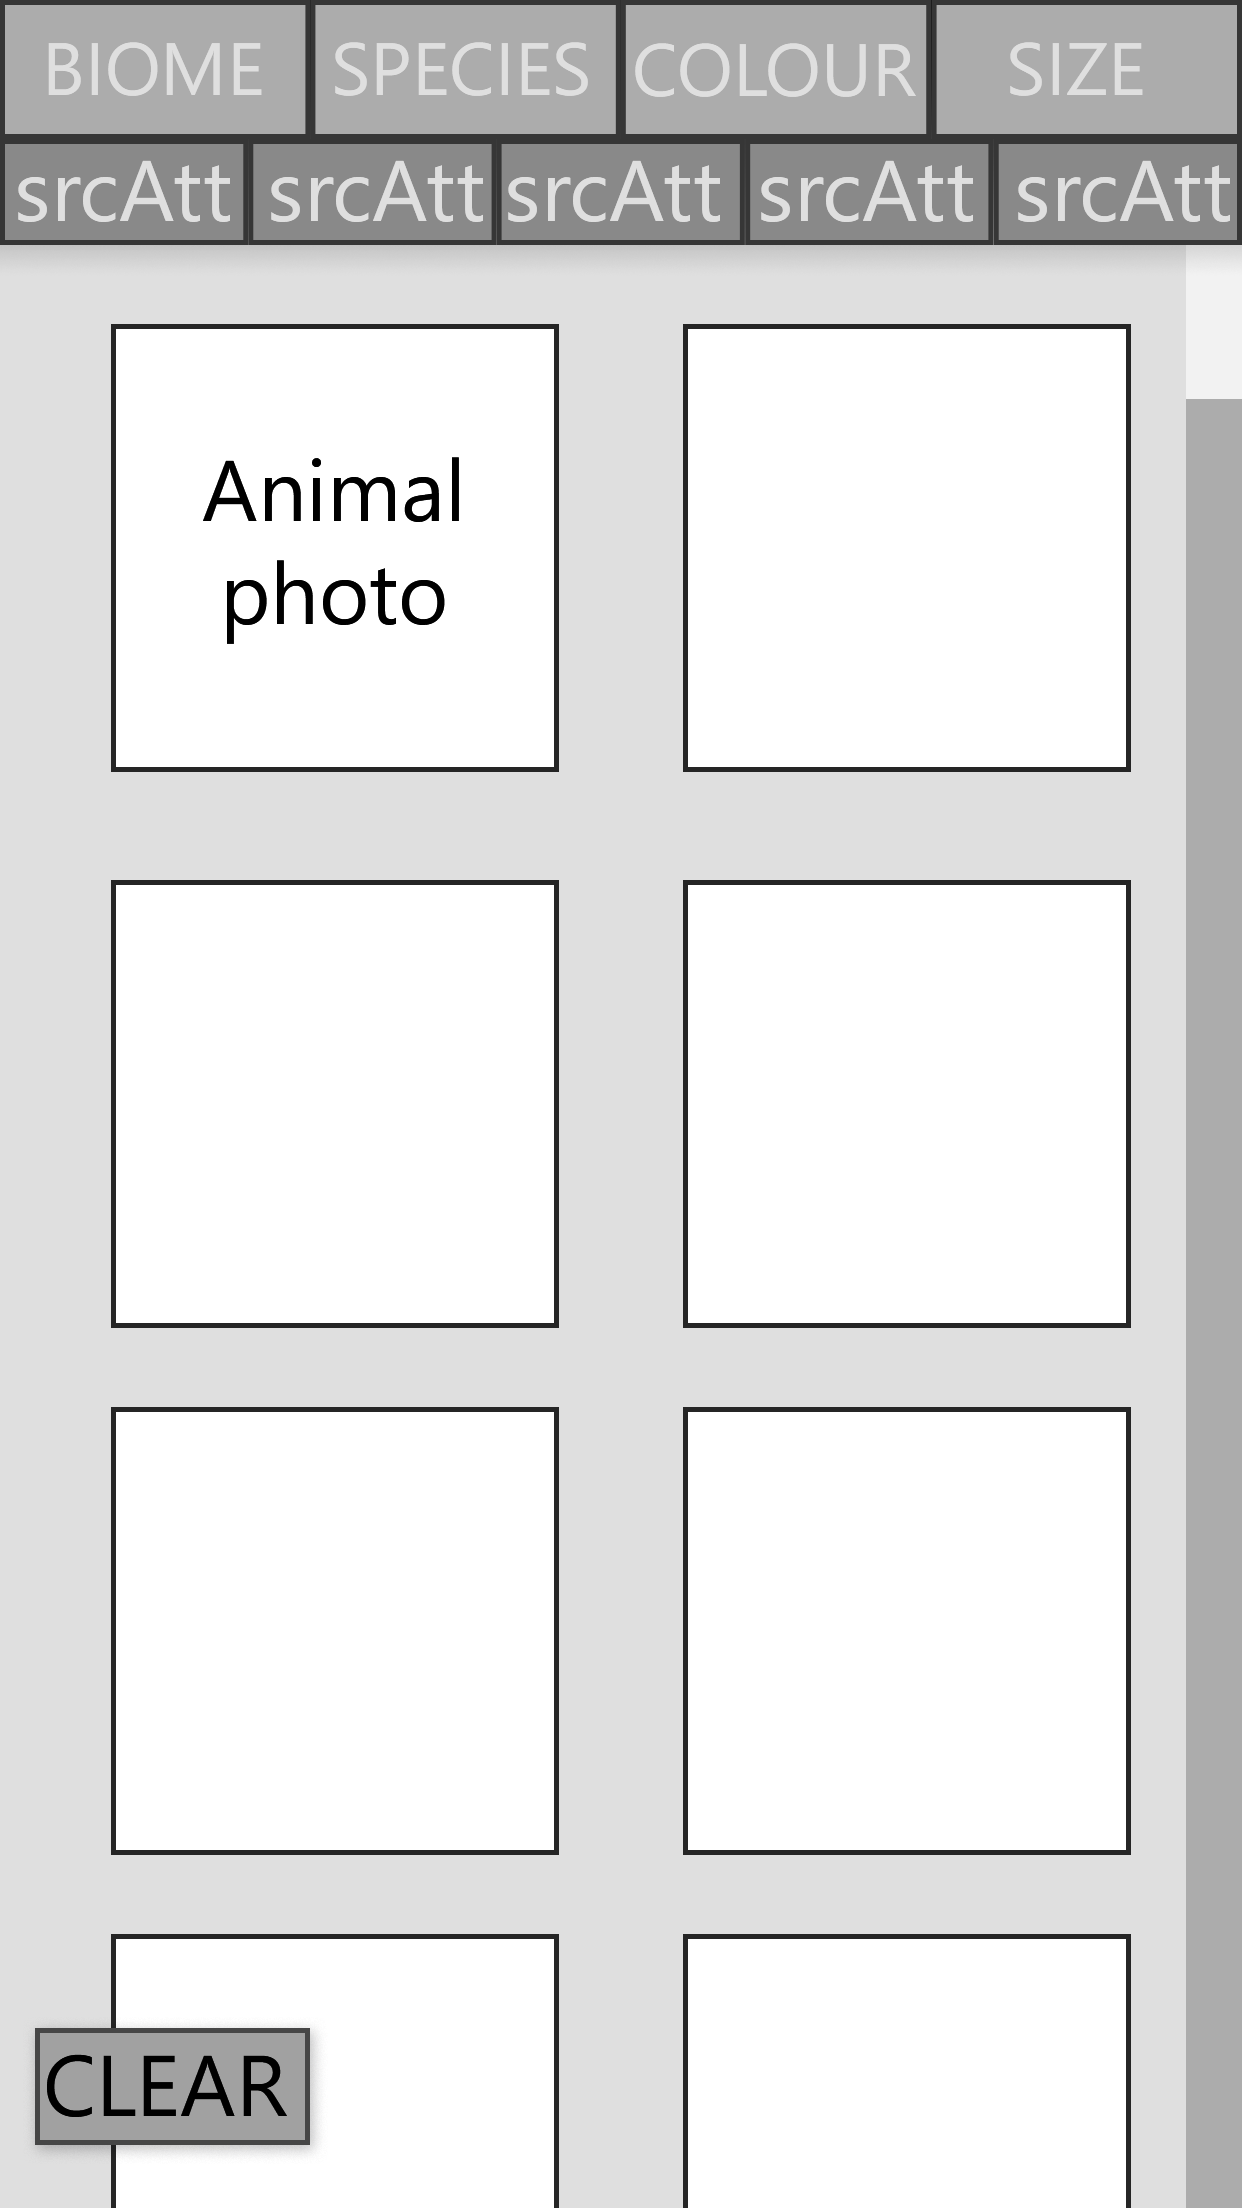 BIOME SPECIES COLOUR SIZE
srcAtt srcAtt srcAtt srcAtt srcAtt
Animal
photo
CLEAR